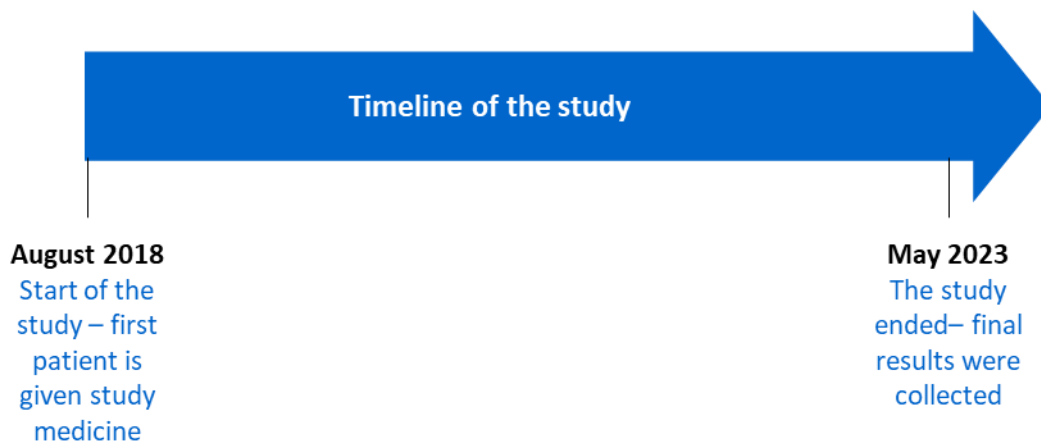 Timeline of the study
August 2018
Start of the
study – first
patient is
given study
medicine
May 2023
The study
ended– final
results were
collected